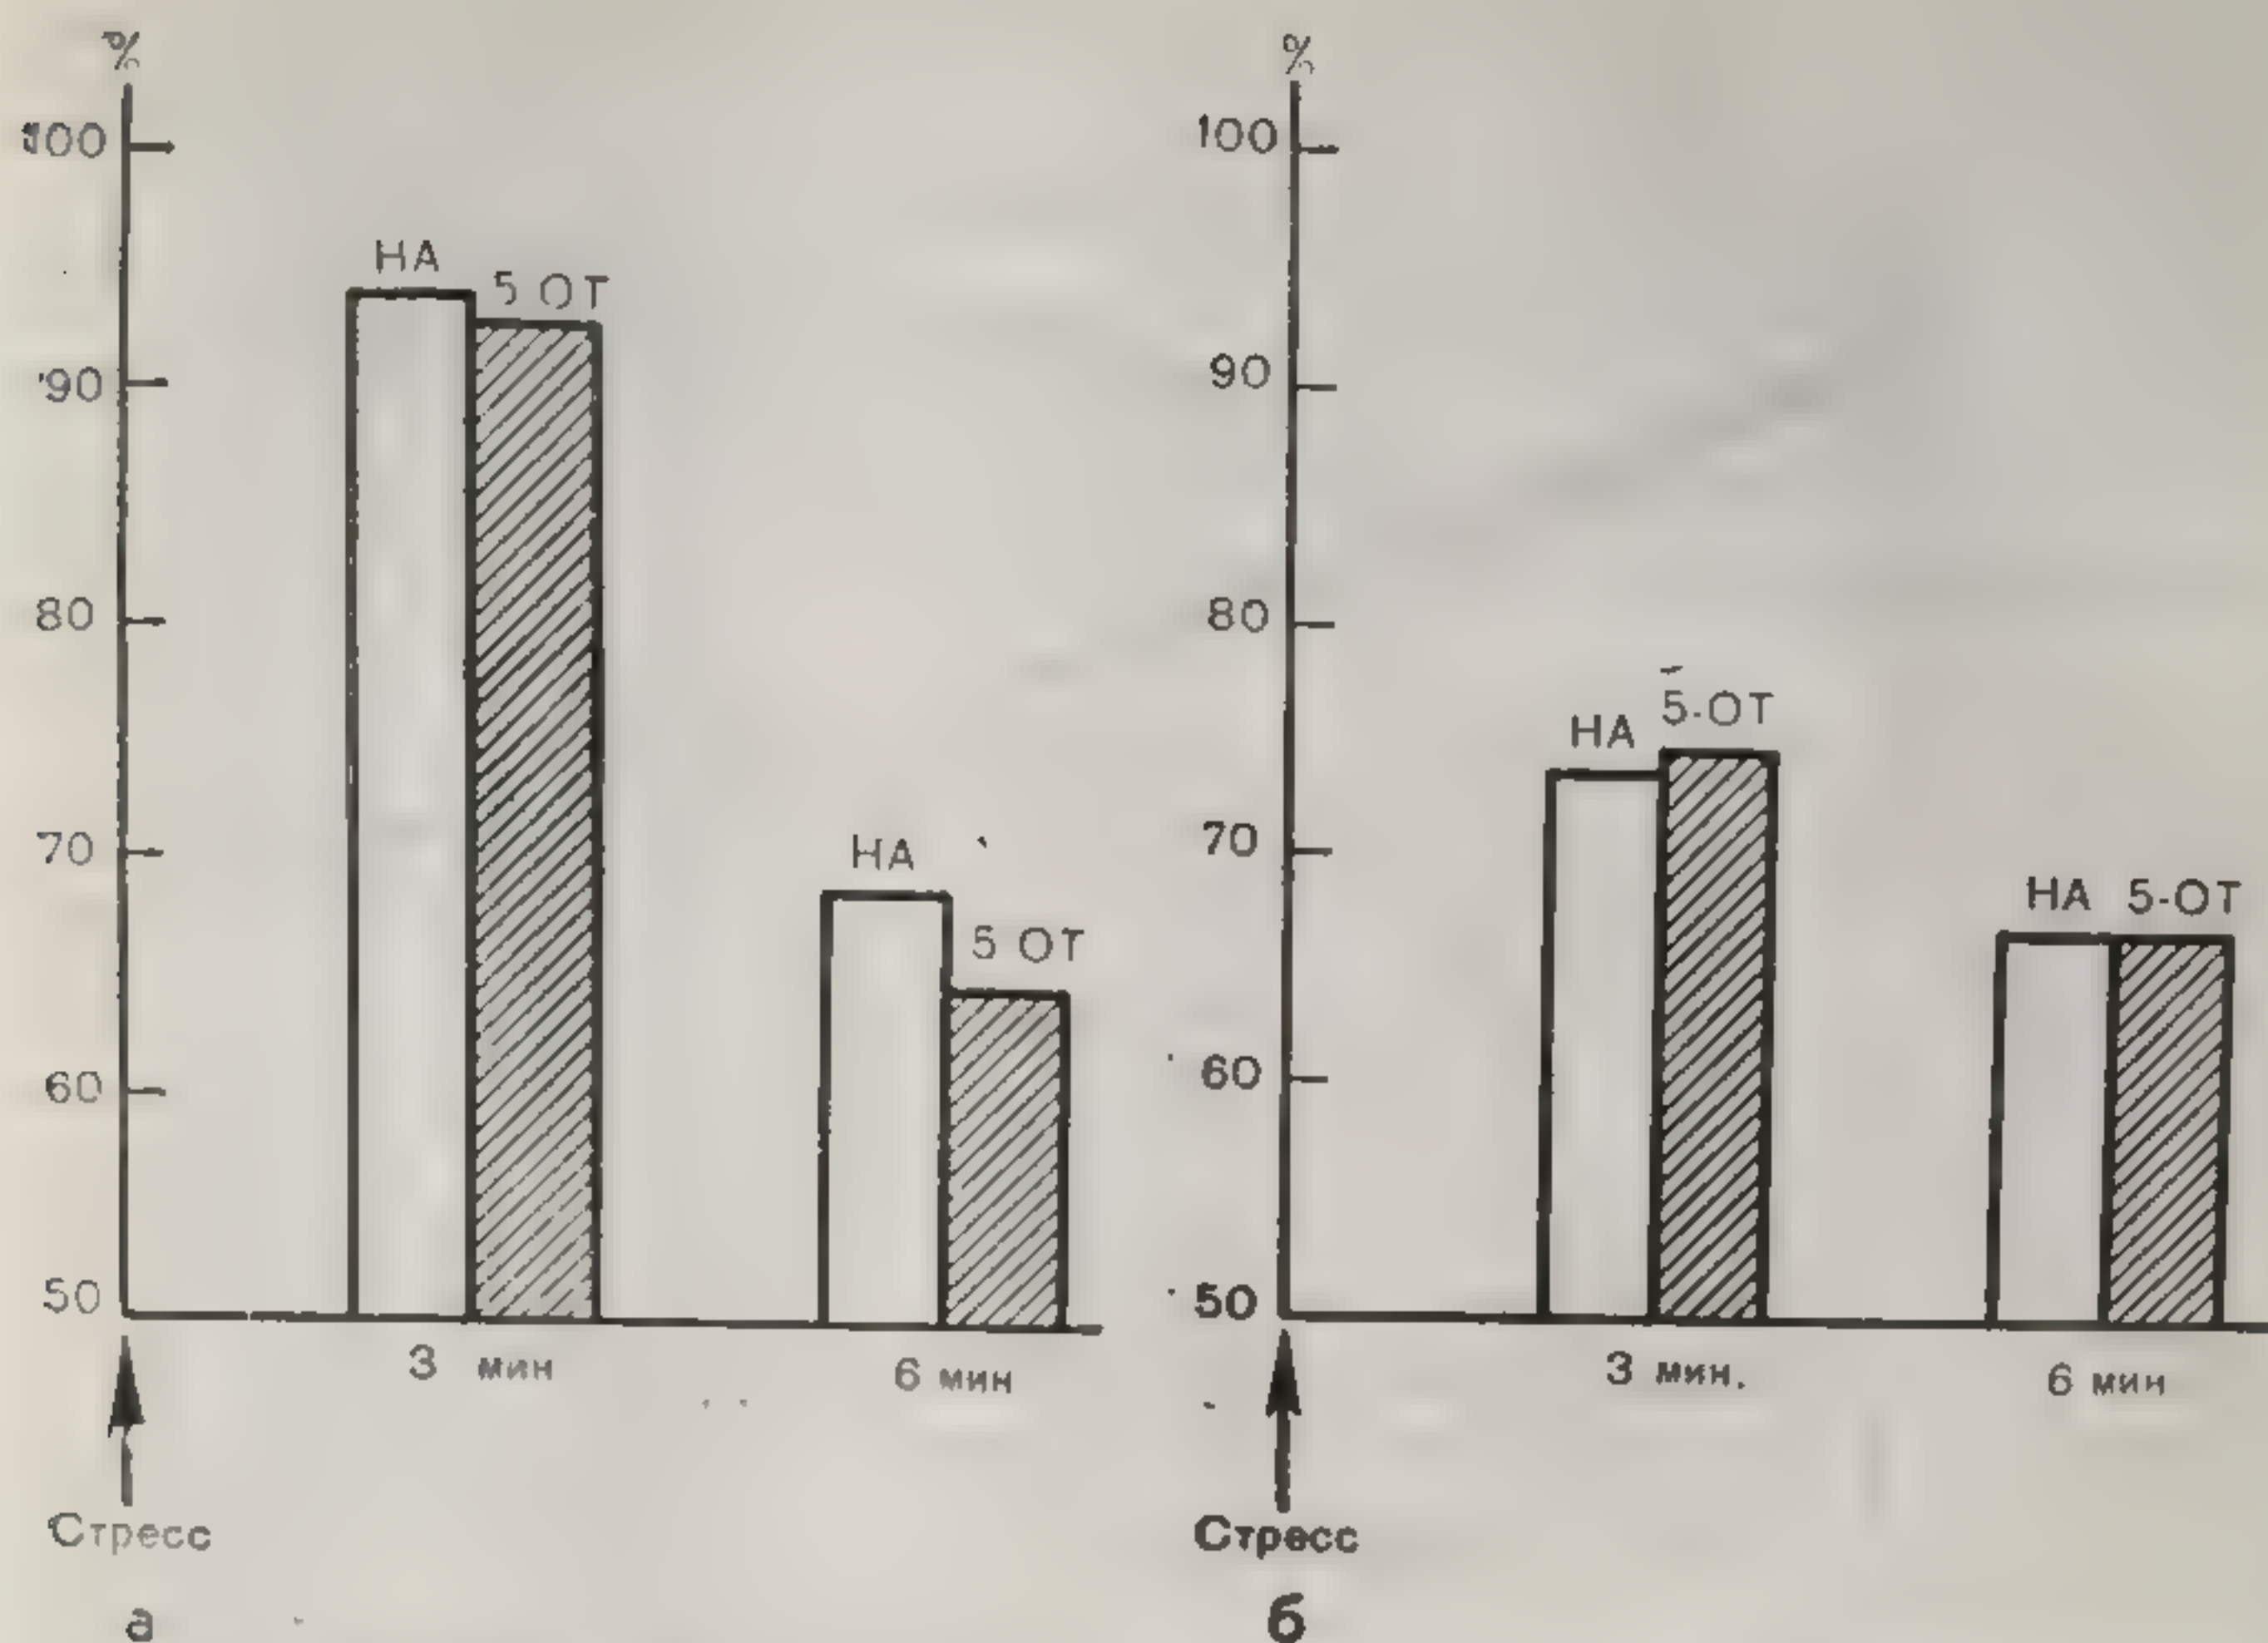 %
100
90
80
70
60
50
НА
5 ОТ
НА
5 ОТ
3 мин
6 мин
Стресс
а
%
100
90
80
70
60
50
НА
5-ОТ
НА 5-ОТ
3 мин.
6 мин
Стресс
б